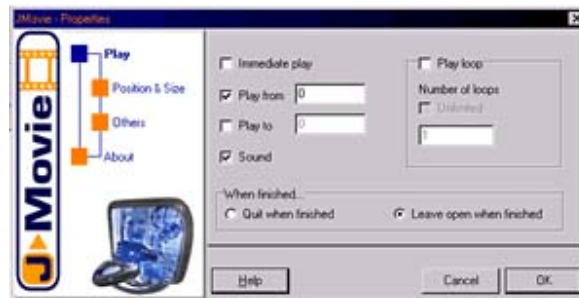 JMovie - Properties
J-Movie
Play
Position & Size
Others
About
Immediate play
Play from 0
Play to 0
Sound
Play loop
Number of loops
Unlimited
1
When finished...
Quit when finished
Leave open when finished
Help
Cancel
OK